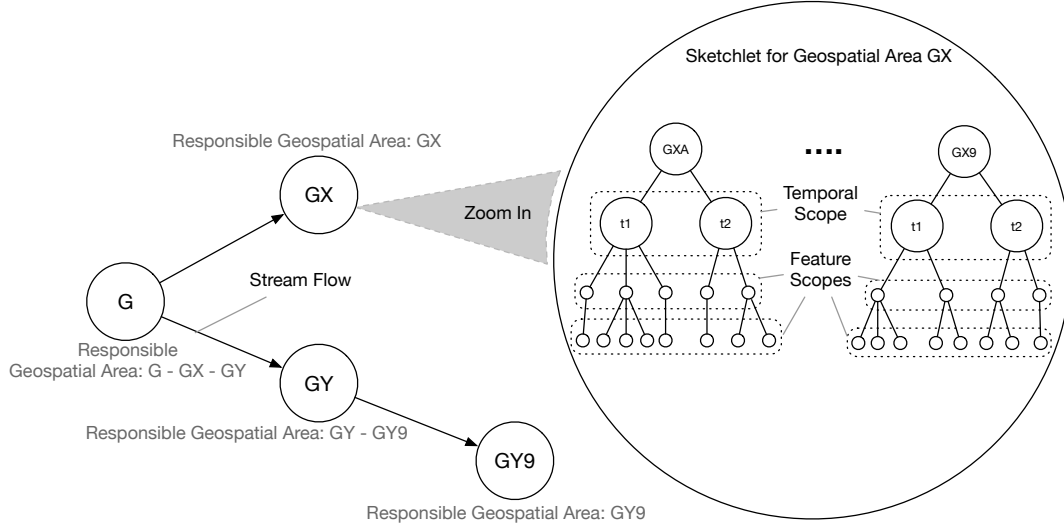 Sketchlet for Geospatial Area GX
Responsible Geospatial Area: GX
GX
Zoom In
GXA
....
GX9
Temporal
Scope
t1
t2
t1
t2
Feature
Scopes
Stream Flow
G
Responsible
Geospatial Area: G - GX - GY
GY
Responsible Geospatial Area: GY - GY9
GY9
Responsible Geospatial Area: GY9